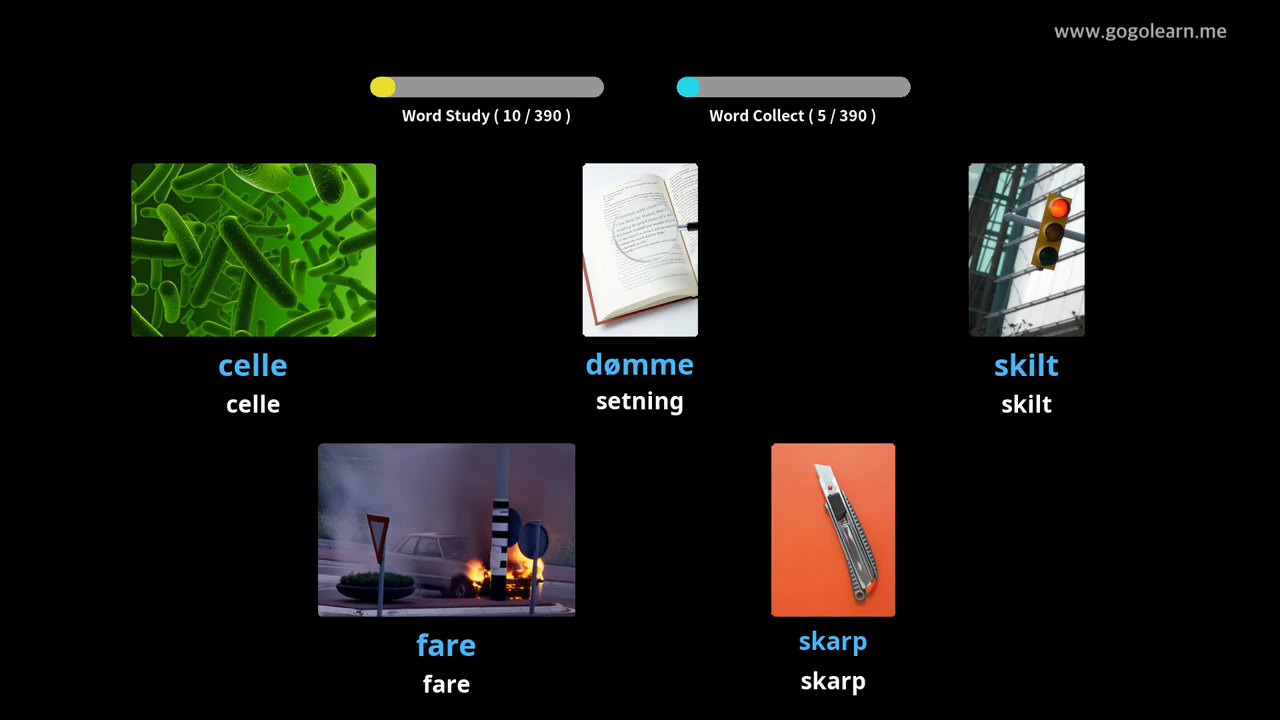 www.gogolearn.me
Word Study ( 10 / 390 )
Word Collect ( 5 / 390 )
celle
celle
dømme
setning
skilt
skilt
fare
fare
skarp
skarp